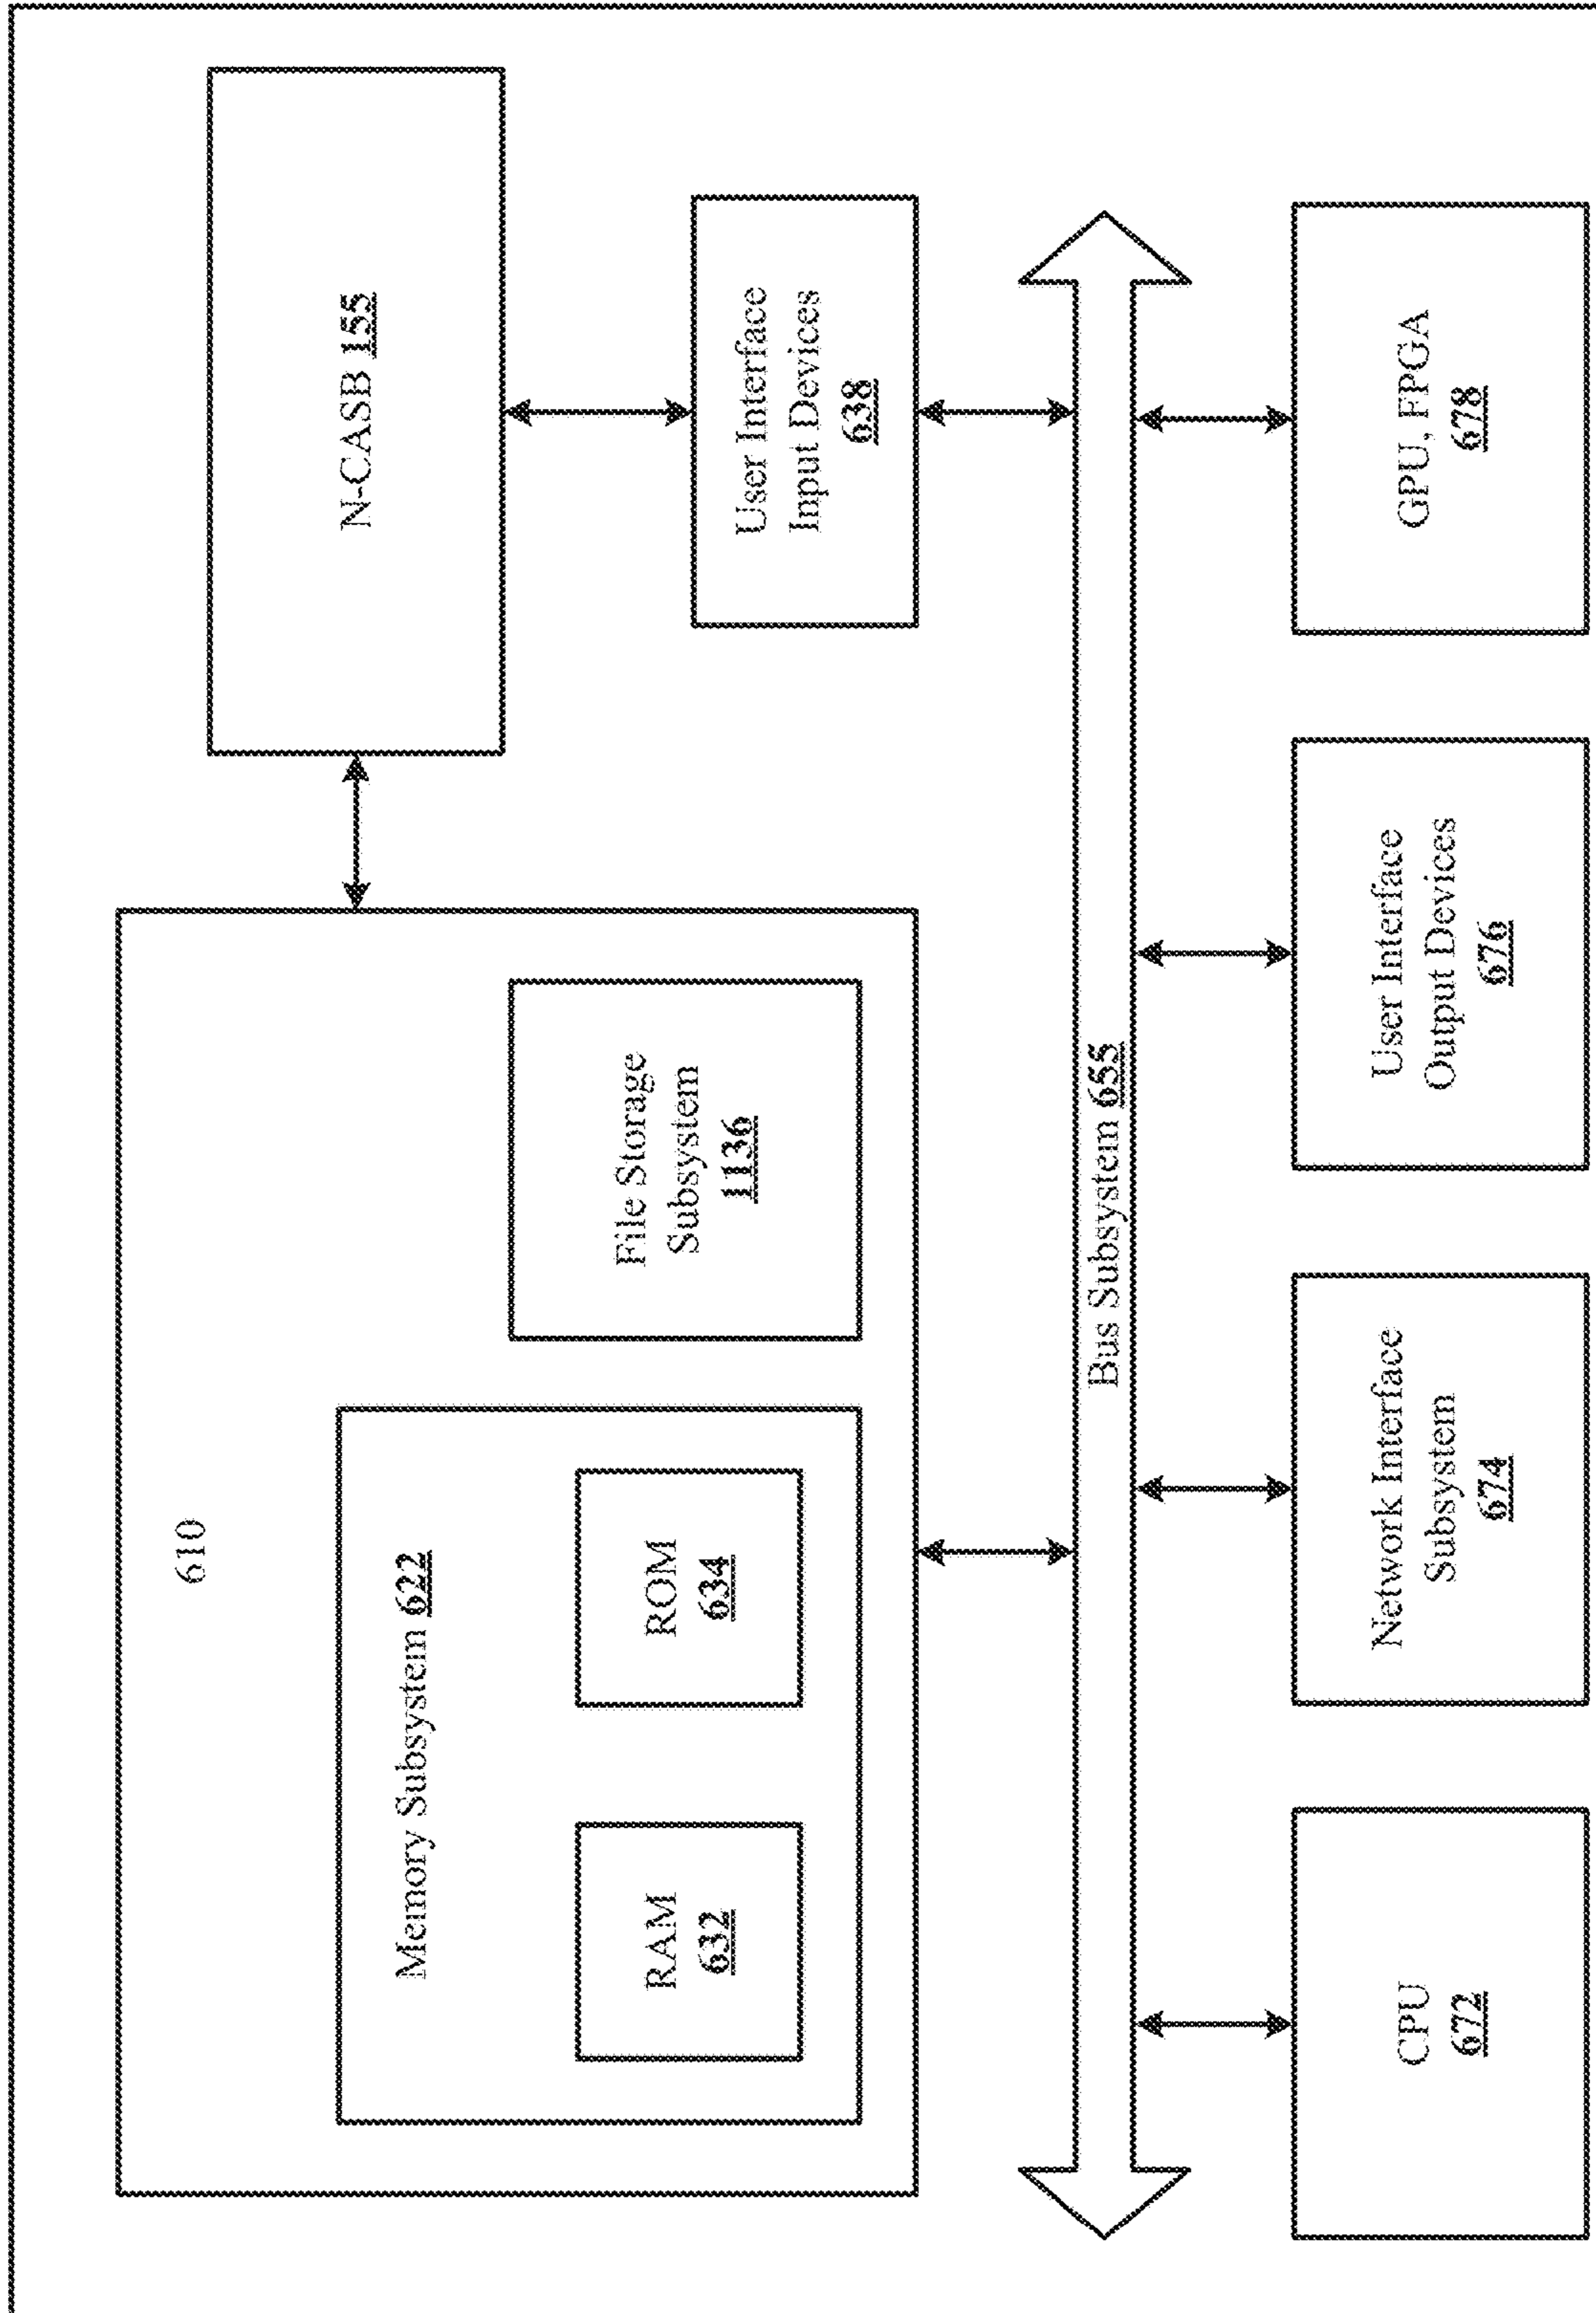 610
N-CASB 155
Memory Subsystem 622
RAM
632
ROM
634
File Storage
Subsystem
1136
User Interface
Input Devices
638
Bus Subsystem 655
CPU
672
Network Interface
Subsystem
674
User Interface
Output Devices
676
GPU, FPGA
678